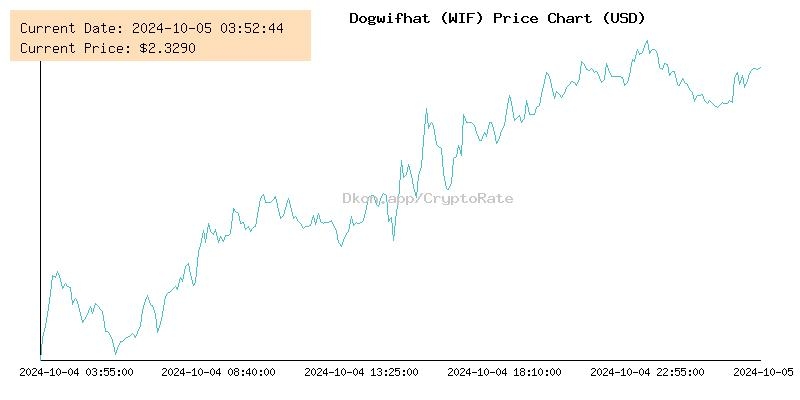 Dogwifhat (WIF) Price Chart (USD)
Current Date: 2024-10-05 03:52:44
Current Price: $2.3290
Dkon.app/CryptoRate
2024-10-04 03:55:00 2024-10-04 08:40:00 2024-10-04 13:25:00 2024-10-04 18:10:00 2024-10-04 22:55:00 2024-10-05